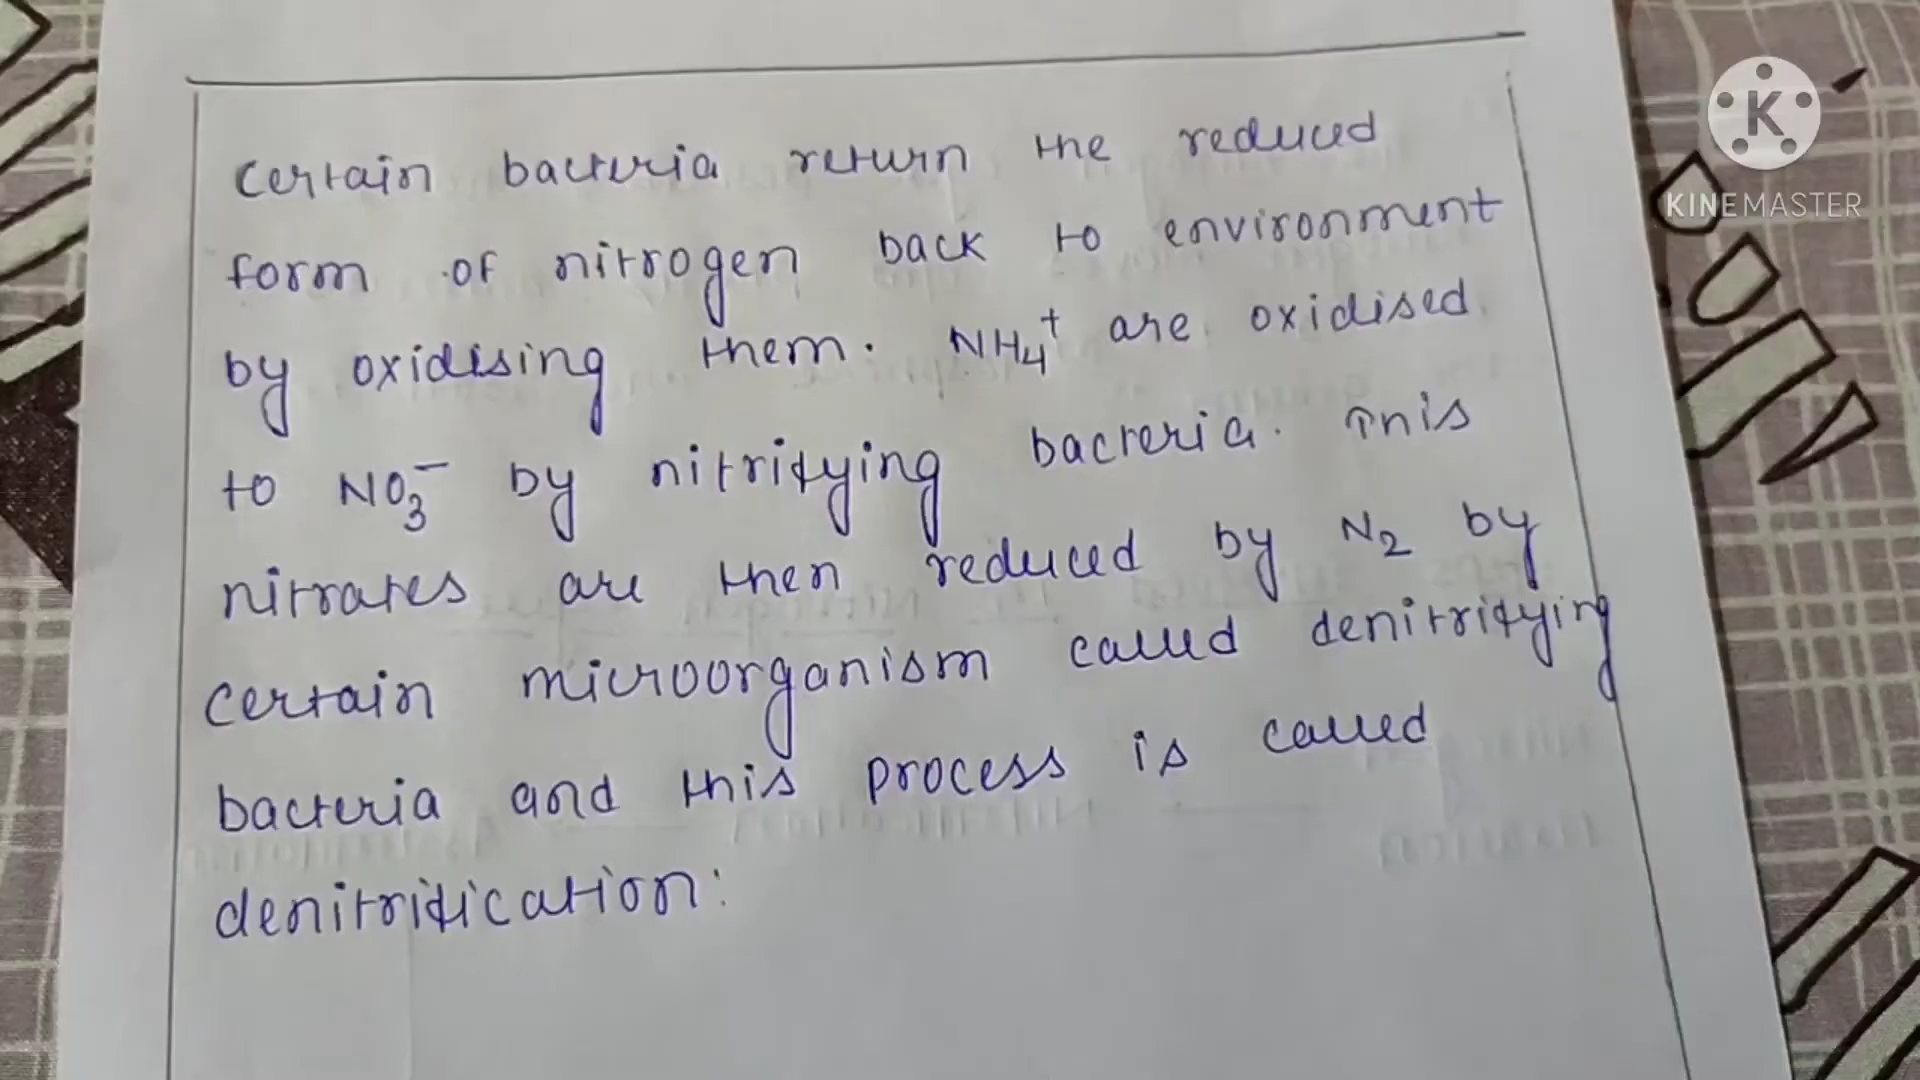 certain bacteria return the reduced
form of nitrogen back to environment
by oxidising them. NH₄⁺ are oxidised
to NO₃⁻ by nitrifying bacteria. This
nitrates are then reduced by N₂ by
certain microorganism called denitrifying
bacteria and this process is called
denitrification:
K
KINEMASTER